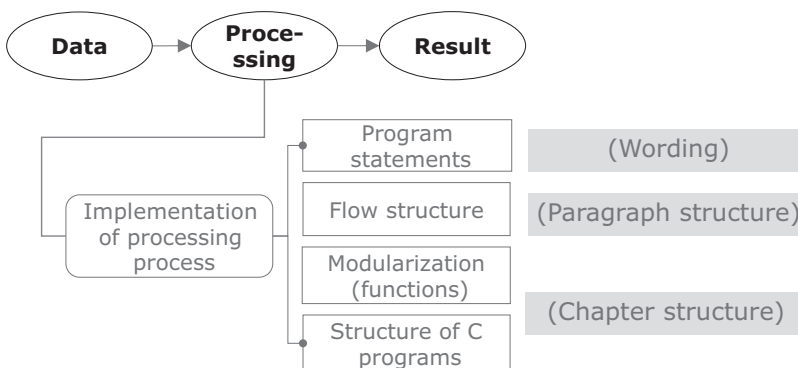 Data
Proce-
ssing
Result
Implementation
of processing
process
Program
statements
(Wording)
Flow structure
(Paragraph structure)
Modularization
(functions)
(Chapter structure)
Structure of C
programs